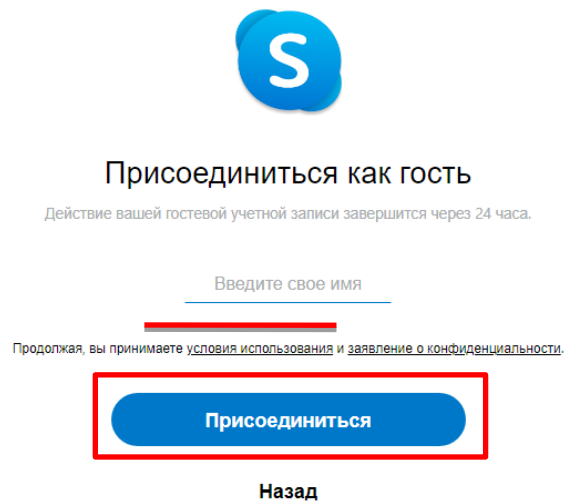 S
Присоединиться как гость
Действие вашей гостевой учетной записи завершится через 24 часа.
Введите свое имя
Продолжая, вы принимаете условия использования и заявление о конфиденциальности.
Присоединиться
Назад